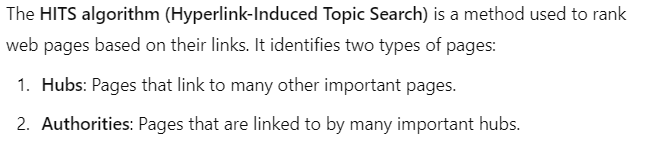 The HITS algorithm (Hyperlink-Induced Topic Search) is a method used to rank
web pages based on their links. It identifies two types of pages:
1. Hubs: Pages that link to many other important pages.
2. Authorities: Pages that are linked to by many important hubs.